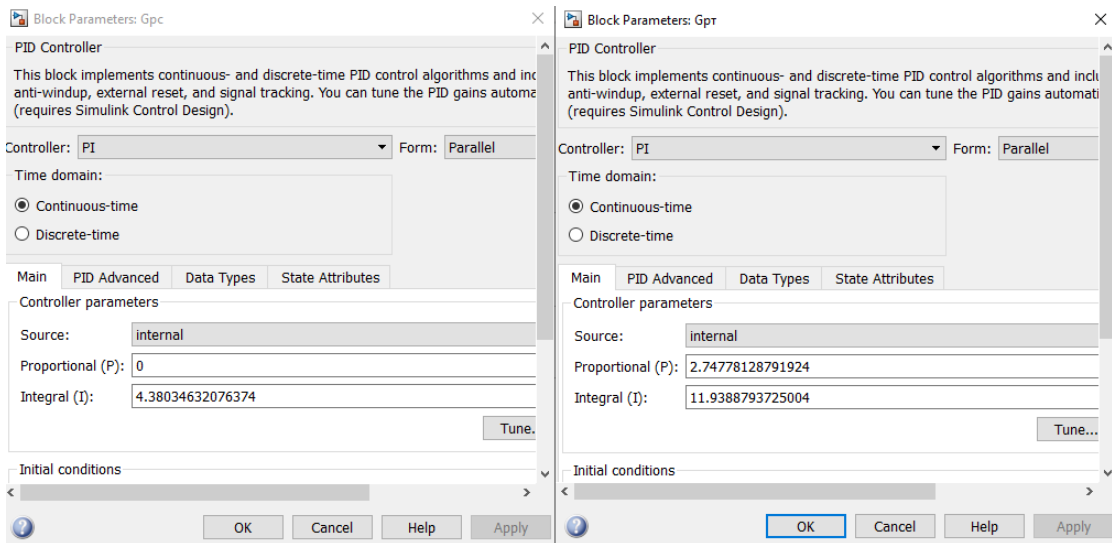 Block Parameters: Gpc
PID Controller
This block implements continuous- and discrete-time PID control algorithms and inc
anti-windup, external reset, and signal tracking. You can tune the PID gains automa
(requires Simulink Control Design).
Controller: PI
Form: Parallel
Time domain:
Continuous-time
Discrete-time
Main PID Advanced Data Types State Attributes
Controller parameters
Source: internal
Proportional (P): 0
Integral (I): 4.38034632076374
Tune.
Initial conditions
OK Cancel Help Apply
Block Parameters: Gрт
PID Controller
This block implements continuous- and discrete-time PID control algorithms and inclu
anti-windup, external reset, and signal tracking. You can tune the PID gains automati
(requires Simulink Control Design).
Controller: PI
Form: Parallel
Time domain:
Continuous-time
Discrete-time
Main PID Advanced Data Types State Attributes
Controller parameters
Source: internal
Proportional (P): 2.74778128791924
Integral (I): 11.9388793725004
Tune...
Initial conditions
OK Cancel Help Apply